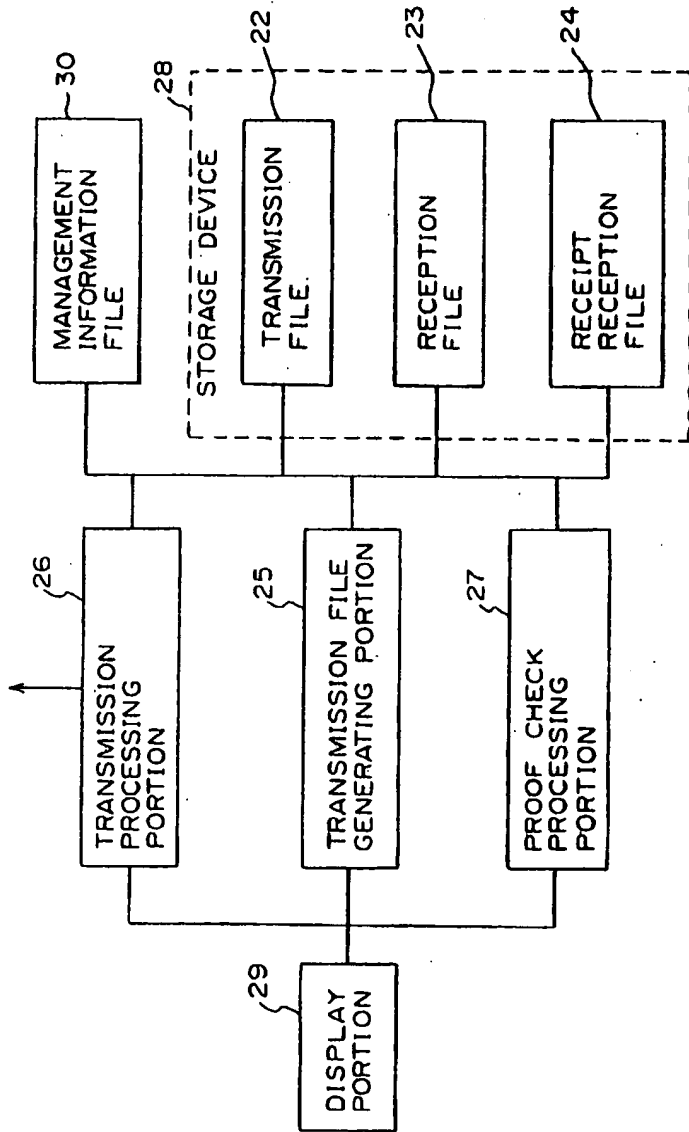 30
MANAGEMENT
INFORMATION
FILE
28
STORAGE DEVICE
22
TRANSMISSION
FILE.
23
RECEPTION
FILE
24
RECEIPT
RECEPTION
FILE
26
TRANSMISSION
PROCESSING
PORTION
25
TRANSMISSION FILE
GENERATING PORTION
27
PROOF CHECK
PROCESSING
PORTION
29
DISPLAY
PORTION